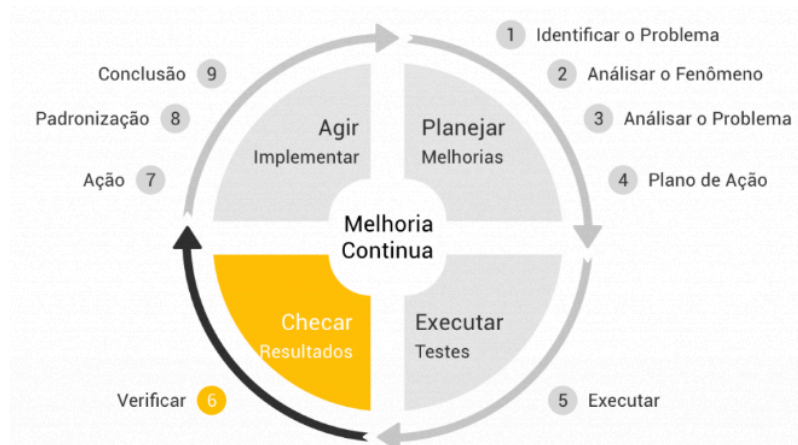 1 Identificar o Problema
2 Análisar o Fenômeno
3 Análisar o Problema
4 Plano de Ação
5 Executar
Verificar 6
Ação 7
Padronização 8
Conclusão 9
Agir
Implementar
Planejar
Melhorias
Melhoria
Continua
Checar
Resultados
Executar
Testes